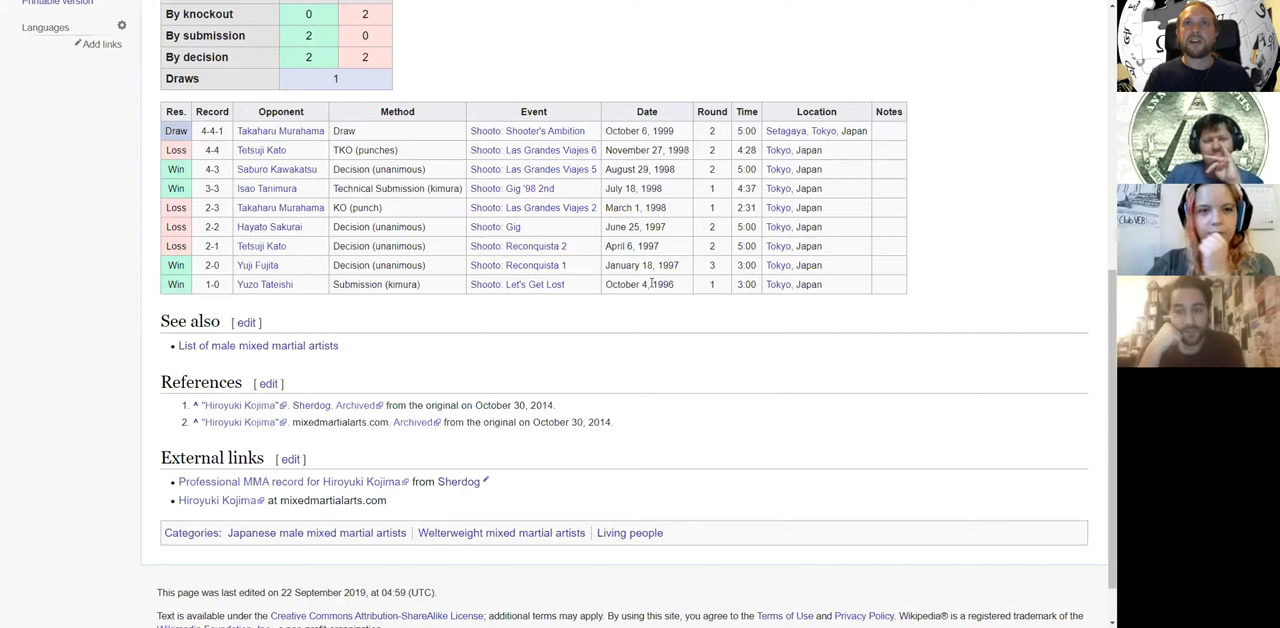 Printable version
Languages
Add links
By knockout 0 2
By submission 2 0
By decision 2 2
Draws 1
Res. Record Opponent Method Event Date Round Time Location Notes
Draw 4-4-1 Takaharu Murahama Draw Shooto: Shooter's Ambition October 6, 1999 2 5:00 Setagaya, Tokyo, Japan
Loss 4-4 Tetsuji Kato TKO (punches) Shooto: Las Grandes Viajes 6 November 27, 1998 2 4:28 Tokyo, Japan
Win 4-3 Saburo Kawakatsu Decision (unanimous) Shooto: Las Grandes Viajes 5 August 29, 1998 2 5:00 Tokyo, Japan
Win 3-3 Isao Tanimura Technical Submission (kimura) Shooto: Gig '98 2nd July 18, 1998 1 4:37 Tokyo, Japan
Loss 2-3 Takaharu Murahama KO (punch) Shooto: Las Grandes Viajes 2 March 1, 1998 1 2:31 Tokyo, Japan
Loss 2-2 Hayato Sakurai Decision (unanimous) Shooto: Gig June 25, 1997 2 5:00 Tokyo, Japan
Loss 2-1 Tetsuji Kato Decision (unanimous) Shooto: Reconquista 2 April 6, 1997 2 5:00 Tokyo, Japan
Win 2-0 Yuji Fujita Decision (unanimous) Shooto: Reconquista 1 January 18, 1997 3 3:00 Tokyo, Japan
Win 1-0 Yuzo Tateishi Submission (kimura) Shooto: Let's Get Lost October 4, 1996 1 3:00 Tokyo, Japan
See also [ edit ]
• List of male mixed martial artists
References [ edit ]
1. ^ "Hiroyuki Kojima". Sherdog. Archived from the original on October 30, 2014.
2. ^ "Hiroyuki Kojima". mixedmartialarts.com. Archived from the original on October 30, 2014.
External links [ edit ]
• Professional MMA record for Hiroyuki Kojima from Sherdog
• Hiroyuki Kojima at mixedmartialarts.com
Categories: Japanese male mixed martial artists | Welterweight mixed martial artists | Living people
This page was last edited on 22 September 2019, at 04:59 (UTC).
Text is available under the Creative Commons Attribution-ShareAlike License; additional terms may apply. By using this site, you agree to the Terms of Use and Privacy Policy. Wikipedia® is a registered trademark of the
Wikimedia Foundation, Inc., a non-profit organization.